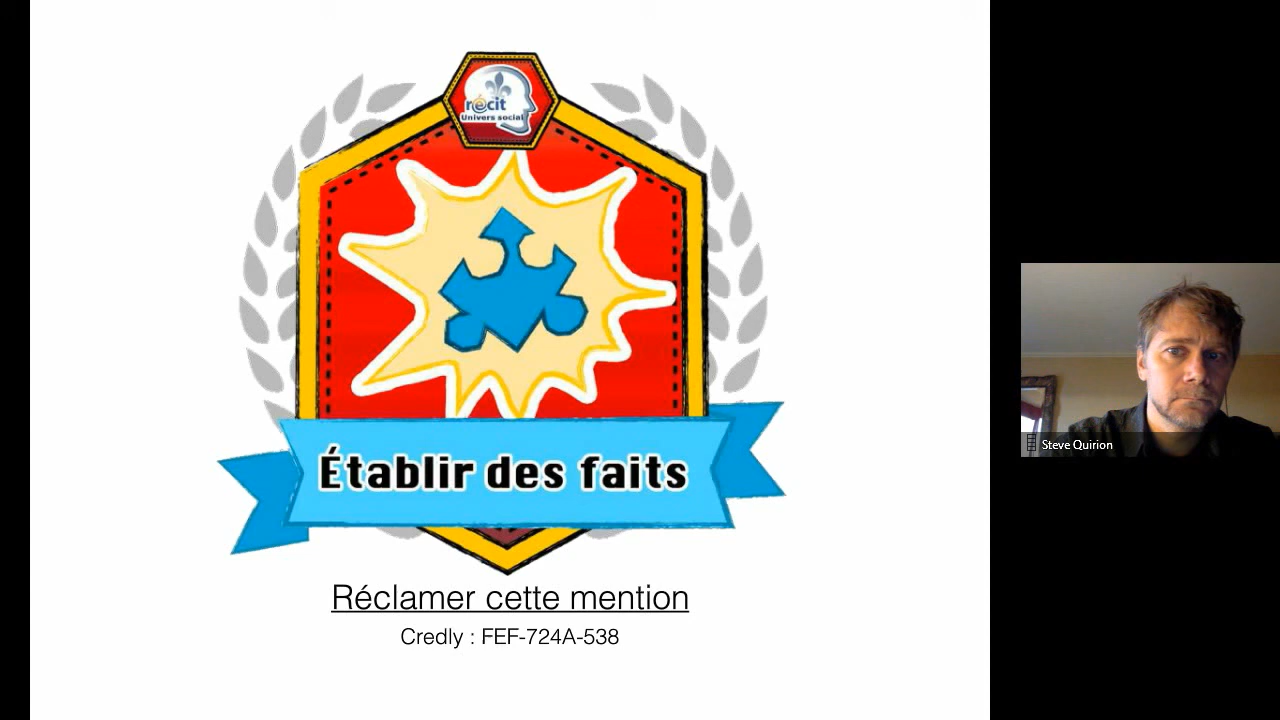 récit
Univers social
Établir des faits
Réclamer cette mention
Credly : FEF-724A-538
Steve Quirion